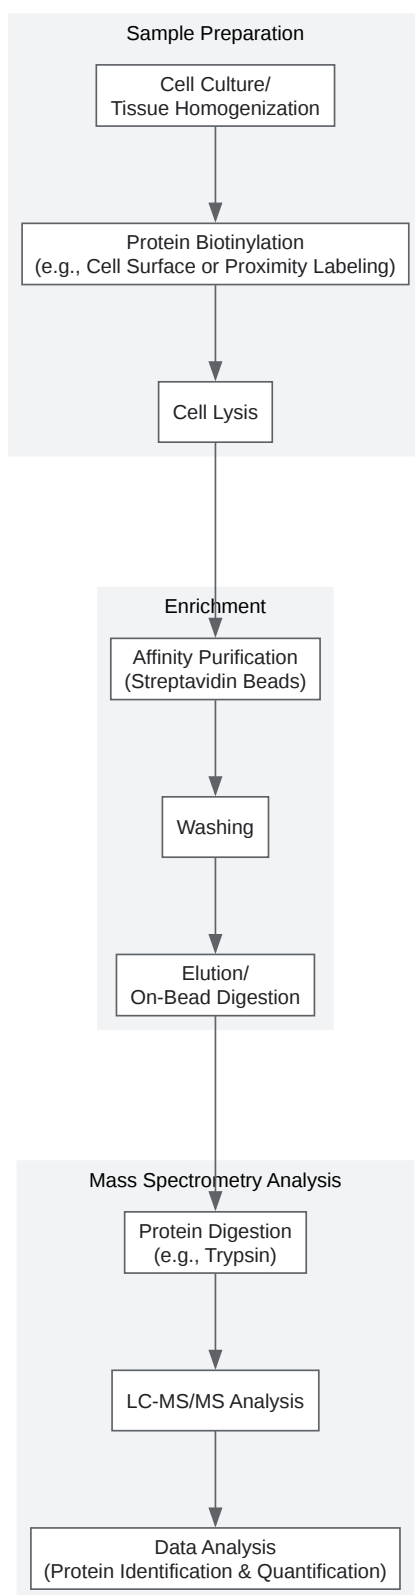 Sample Preparation
Cell Culture/
Tissue Homogenization
Protein Biotinylation
(e.g., Cell Surface or Proximity Labeling)
Cell Lysis
Enrichment
Affinity Purification
(Streptavidin Beads)
Washing
Elution/
On-Bead Digestion
Mass Spectrometry Analysis
Protein Digestion
(e.g., Trypsin)
LC-MS/MS Analysis
Data Analysis
(Protein Identification & Quantification)